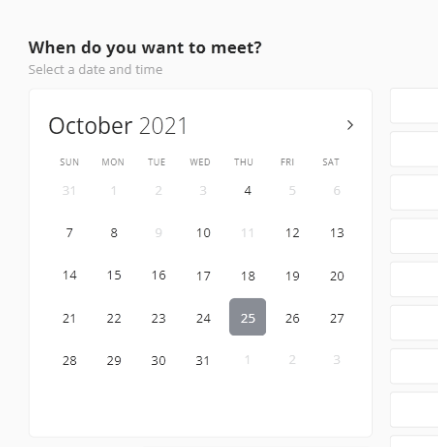 When do you want to meet?
Select a date and time
October 2021
SUN MON TUE WED THU FRI SAT
31 1 2 3 4 5 6
7 8 9 10 11 12 13
14 15 16 17 18 19 20
21 22 23 24 25 26 27
28 29 30 31 1 2 3